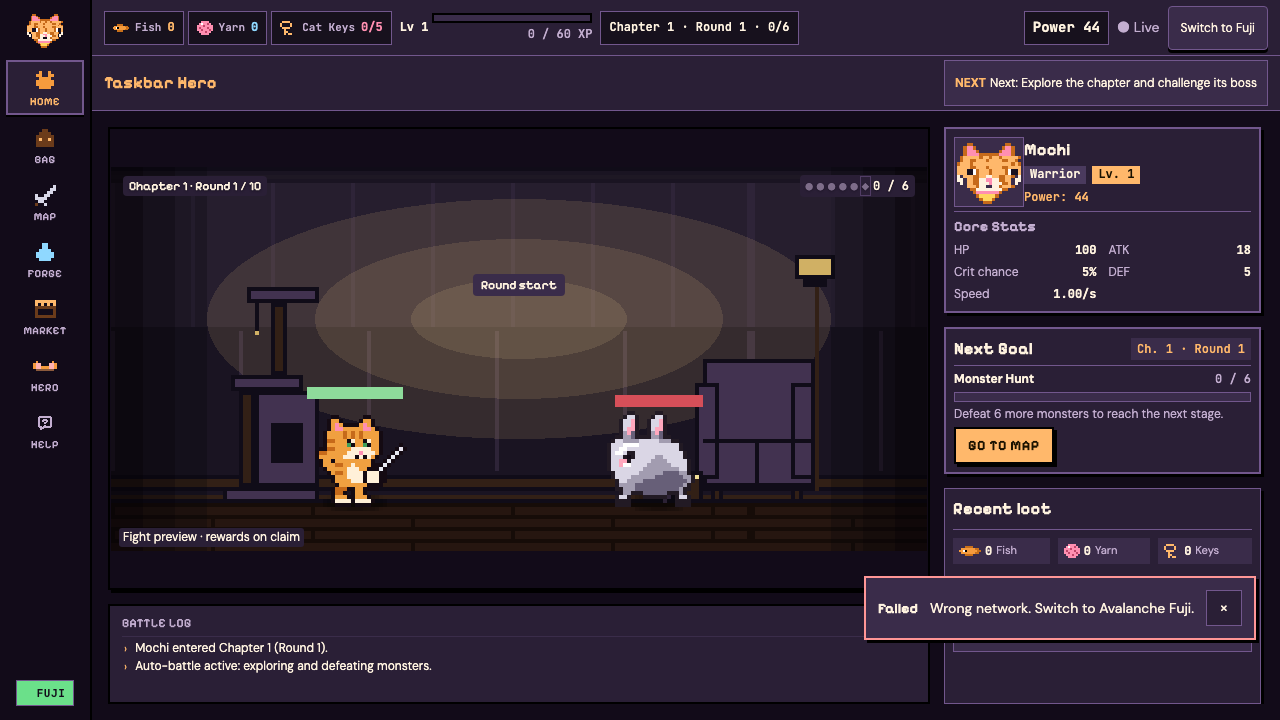 Fish 0
Yarn 0
Cat Keys 0/5
Lv 1
0 / 60 XP
Chapter 1 · Round 1 · 0/6
Power 44
Live
Switch to Fuji
HOME
BAG
MAP
FORGE
MARKET
HERO
HELP
FUJI
Taskbar Hero
NEXT Next: Explore the chapter and challenge its boss
Chapter 1 · Round 1 / 10
0 / 6
Round start
Fight preview · rewards on claim
BATTLE LOG
› Mochi entered Chapter 1 (Round 1).
› Auto-battle active: exploring and defeating monsters.
Mochi
Warrior Lv. 1
Power: 44
Core Stats
HP 100 ATK 18
Crit chance 5% DEF 5
Speed 1.00/s
Next Goal Ch. 1 · Round 1
Monster Hunt 0 / 6
Defeat 6 more monsters to reach the next stage.
GO TO MAP
Recent loot
0 Fish 0 Yarn 0 Keys
Failed Wrong network. Switch to Avalanche Fuji. ×